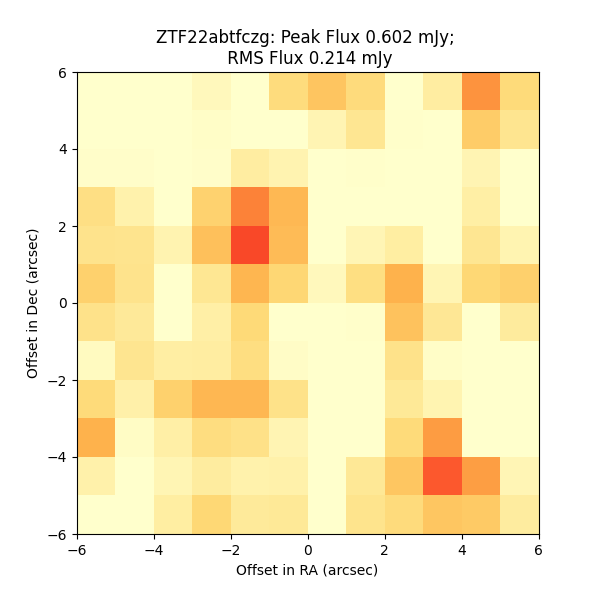 ZTF22abtfczg: Peak Flux 0.602 mJy;
RMS Flux 0.214 mJy
6
4
2
0
−2
−4
−6
Offset in Dec (arcsec)
−6 −4 −2 0 2 4 6
Offset in RA (arcsec)